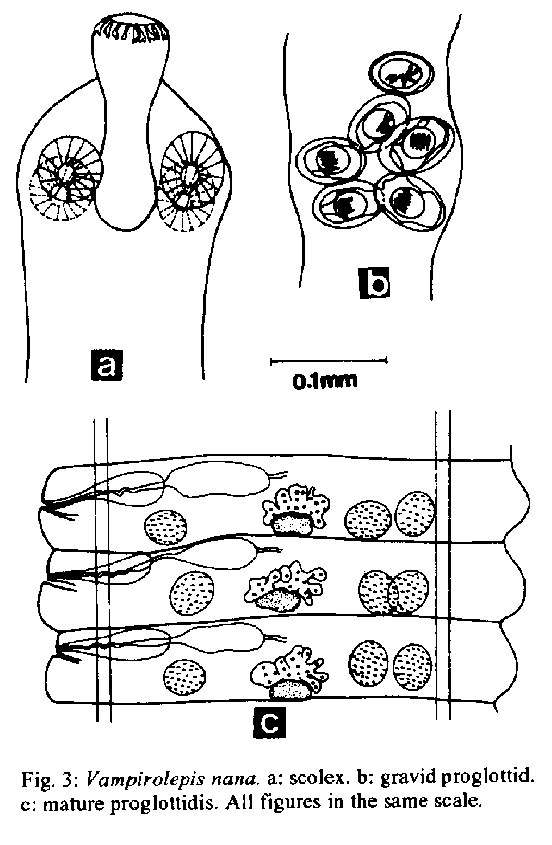 a
b
0.1mm
c
Fig. 3: Vampirolepis nana. a: scolex. b: gravid proglottid.
c: mature proglottidis. All figures in the same scale.